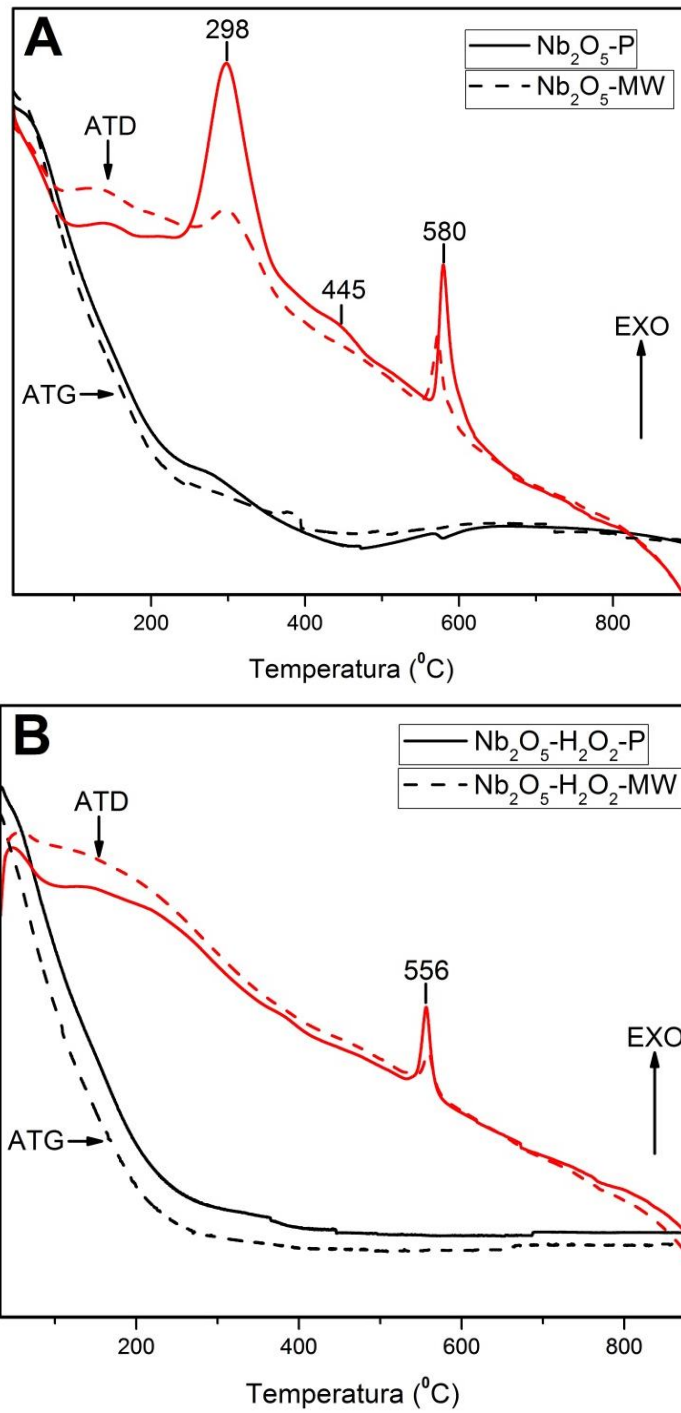 A
298
Nb₂O₅-P
Nb₂O₅-MW
ATD
580
445
EXO
ATG
200 400 600 800
Temperatura (⁰C)
B
Nb₂O₅-H₂O₂-P
Nb₂O₅-H₂O₂-MW
ATD
556
EXO
ATG
200 400 600 800
Temperatura (⁰C)